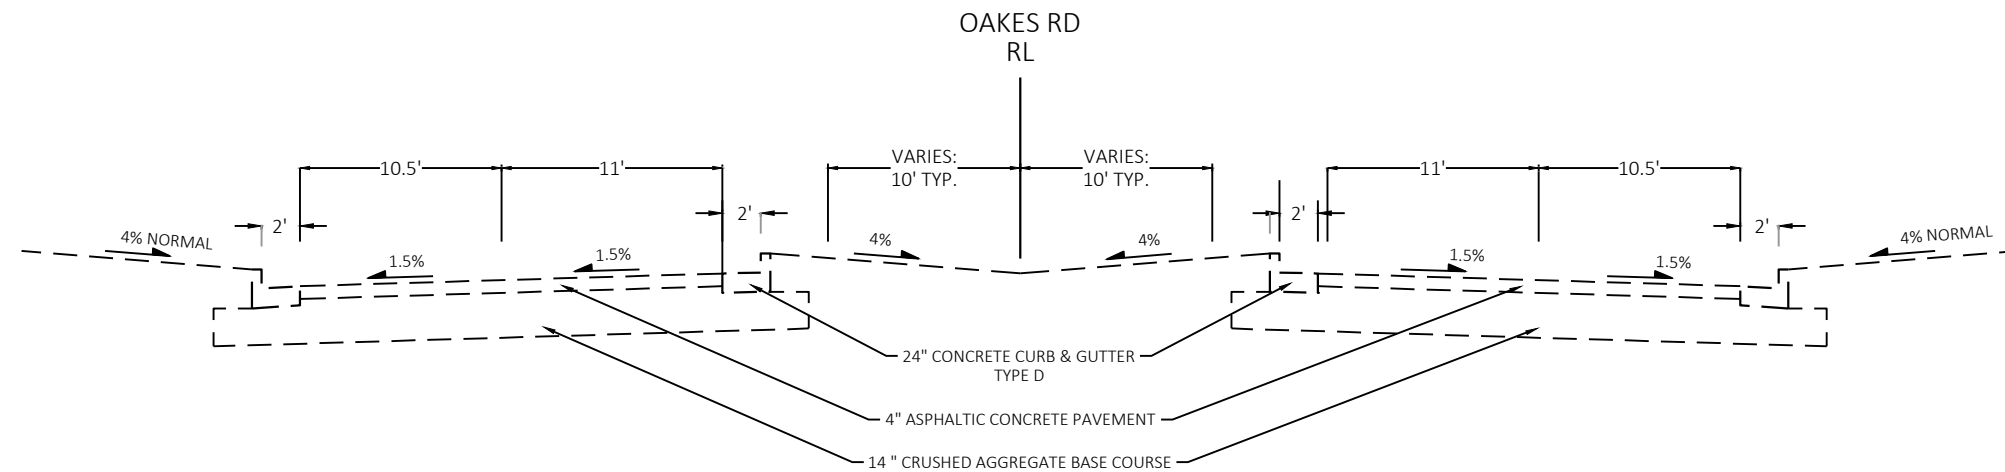 OAKES RD
RL
10.5'
11'
VARIES:
10' TYP.
VARIES:
10' TYP.
11'
10.5'
2'
2'
2'
2'
4% NORMAL
1.5%
1.5%
4%
4%
1.5%
1.5%
4% NORMAL
24" CONCRETE CURB & GUTTER
TYPE D
4" ASPHALTIC CONCRETE PAVEMENT
14 " CRUSHED AGGREGATE BASE COURSE